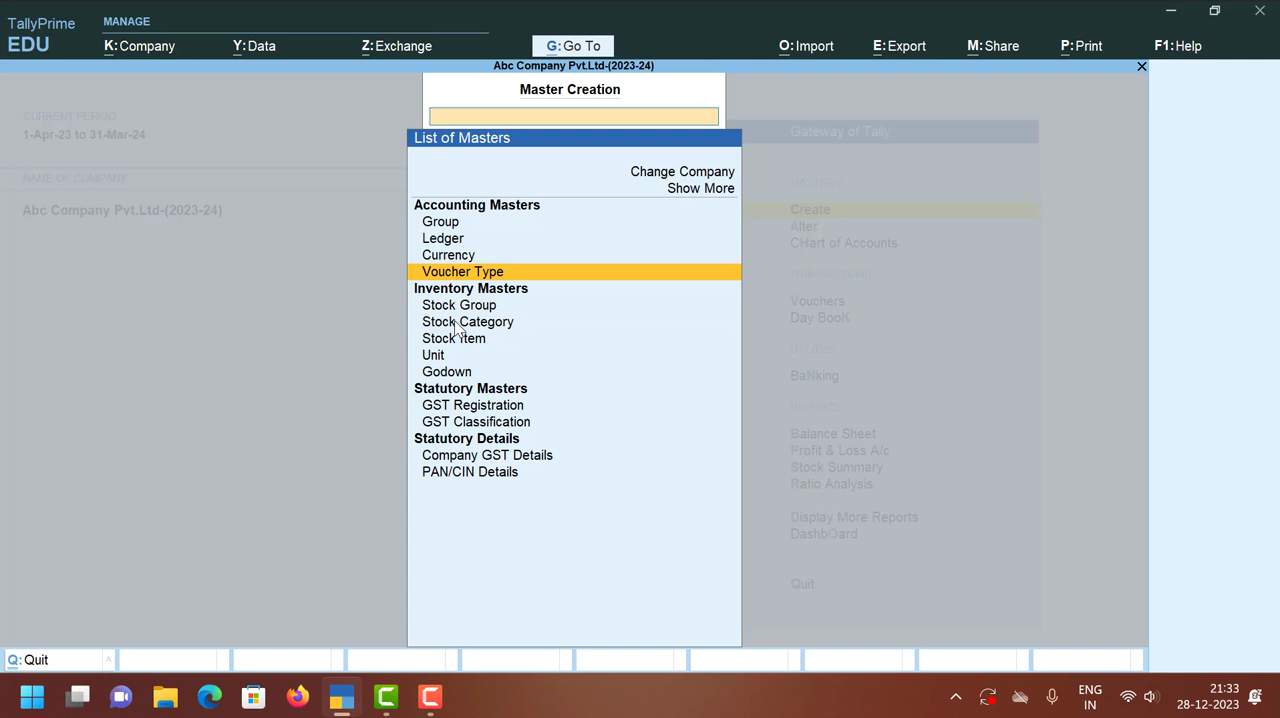 TallyPrime
EDU
MANAGE
K:Company
Y:Data
Z:Exchange
G:Go To
O:Import
E:Export
M:Share
P:Print
F1:Help
Abc Company Pvt.Ltd-(2023-24)
CURRENT PERIOD
1-Apr-23 to 31-Mar-24
NAME OF COMPANY
Abc Company Pvt.Ltd-(2023-24)
Master Creation
List of Masters
Change Company
Show More
Accounting Masters
Group
Ledger
Currency
Voucher Type
Inventory Masters
Stock Group
Stock Category
Stock Item
Unit
Godown
Statutory Masters
GST Registration
GST Classification
Statutory Details
Company GST Details
PAN/CIN Details
Gateway of Tally
MASTERS
Create
Alter
CHart of Accounts
TRANSACTIONS
Vouchers
Day BooK
UTILITIES
BaNking
REPORTS
Balance Sheet
Profit & Loss A/c
Stock Summary
Ratio Analysis
Display More Reports
DashbOard
Quit
Q:Quit
ENG
IN
21:33
28-12-2023